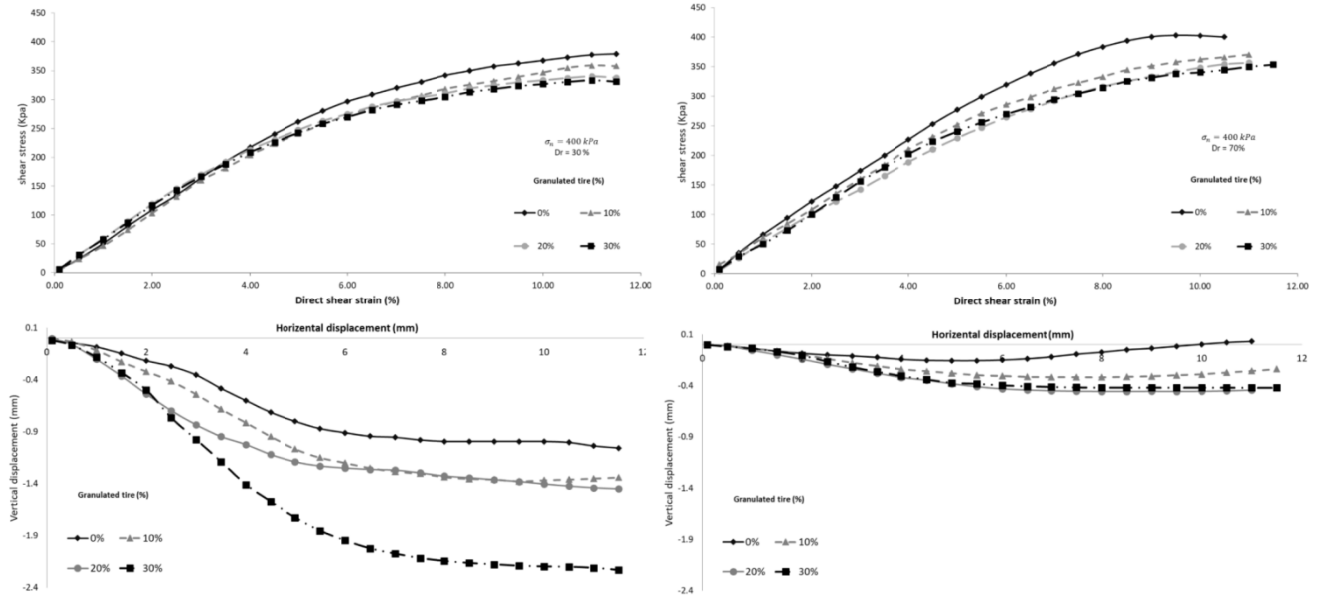 450
400
350
300
250
200
150
100
50
0
shear stress (Kpa)
0.00 2.00 4.00 6.00 8.00 10.00 12.00
Direct shear strain (%)
σn = 400 kPa
Dr = 30 %
Granulated tire (%)
0% 10%
20% 30%
450
400
350
300
250
200
150
100
50
0
shear stress (Kpa)
0.00 2.00 4.00 6.00 8.00 10.00 12.00
Direct shear strain (%)
σn = 400 kPa
Dr = 70%
Granulated tire (%)
0% 10%
20% 30%
Horizental displacement (mm)
0.1
-0.4
-0.9
-1.4
-1.9
-2.4
Vertical displacement (mm)
0 2 4 6 8 10
Granulated tire (%)
0% 10%
20% 30%
Horizental displacement (mm)
0.1
-0.4
-0.9
-1.4
-1.9
-2.4
Vertical displacement (mm)
0 2 4 6 8 10 12
Granulated tire (%)
0% 10%
20% 30%